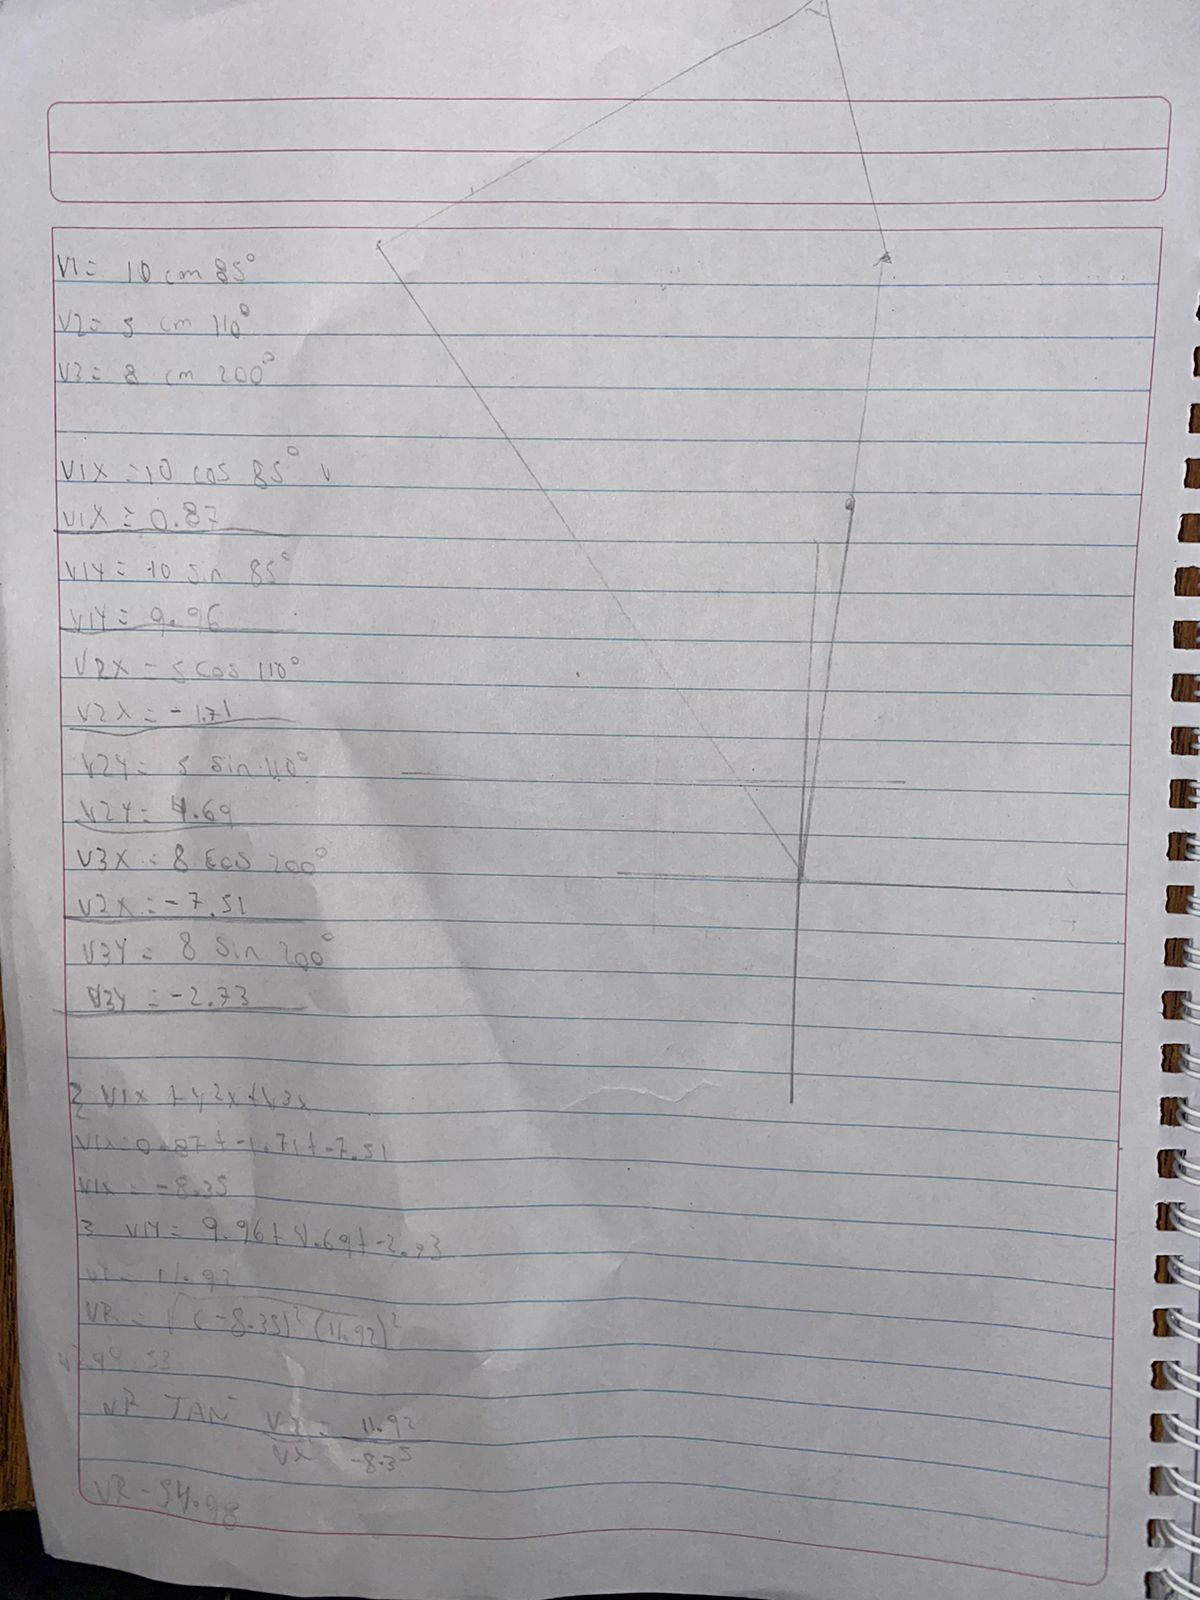 V1= 10 cm 85°
V2= 5 cm 110°
V3= 8 cm 200°
V1X =10 cos 85°
V1X = 0.87
V1Y= 10 sin 85°
V1Y= 9.96
V2X = 5 cos 110°
V2X = -1.71
V2Y= 5 sin 110°
V2Y= 4.69
V3X = 8 cos 200°
V2X = -7.51
V3Y = 8 sin 200°
V3Y = -2.73
V1x + V2x + V3x
V1x=0.87+-1.71+-7.51
V1x = -8.35
3 V1Y= 9.96+4.69+-2.73
VY= 11.92
VR = √(-8.35)² (11.92)²
VR TAN⁻ VY/VX = 11.92/-8.35
VR-54.98